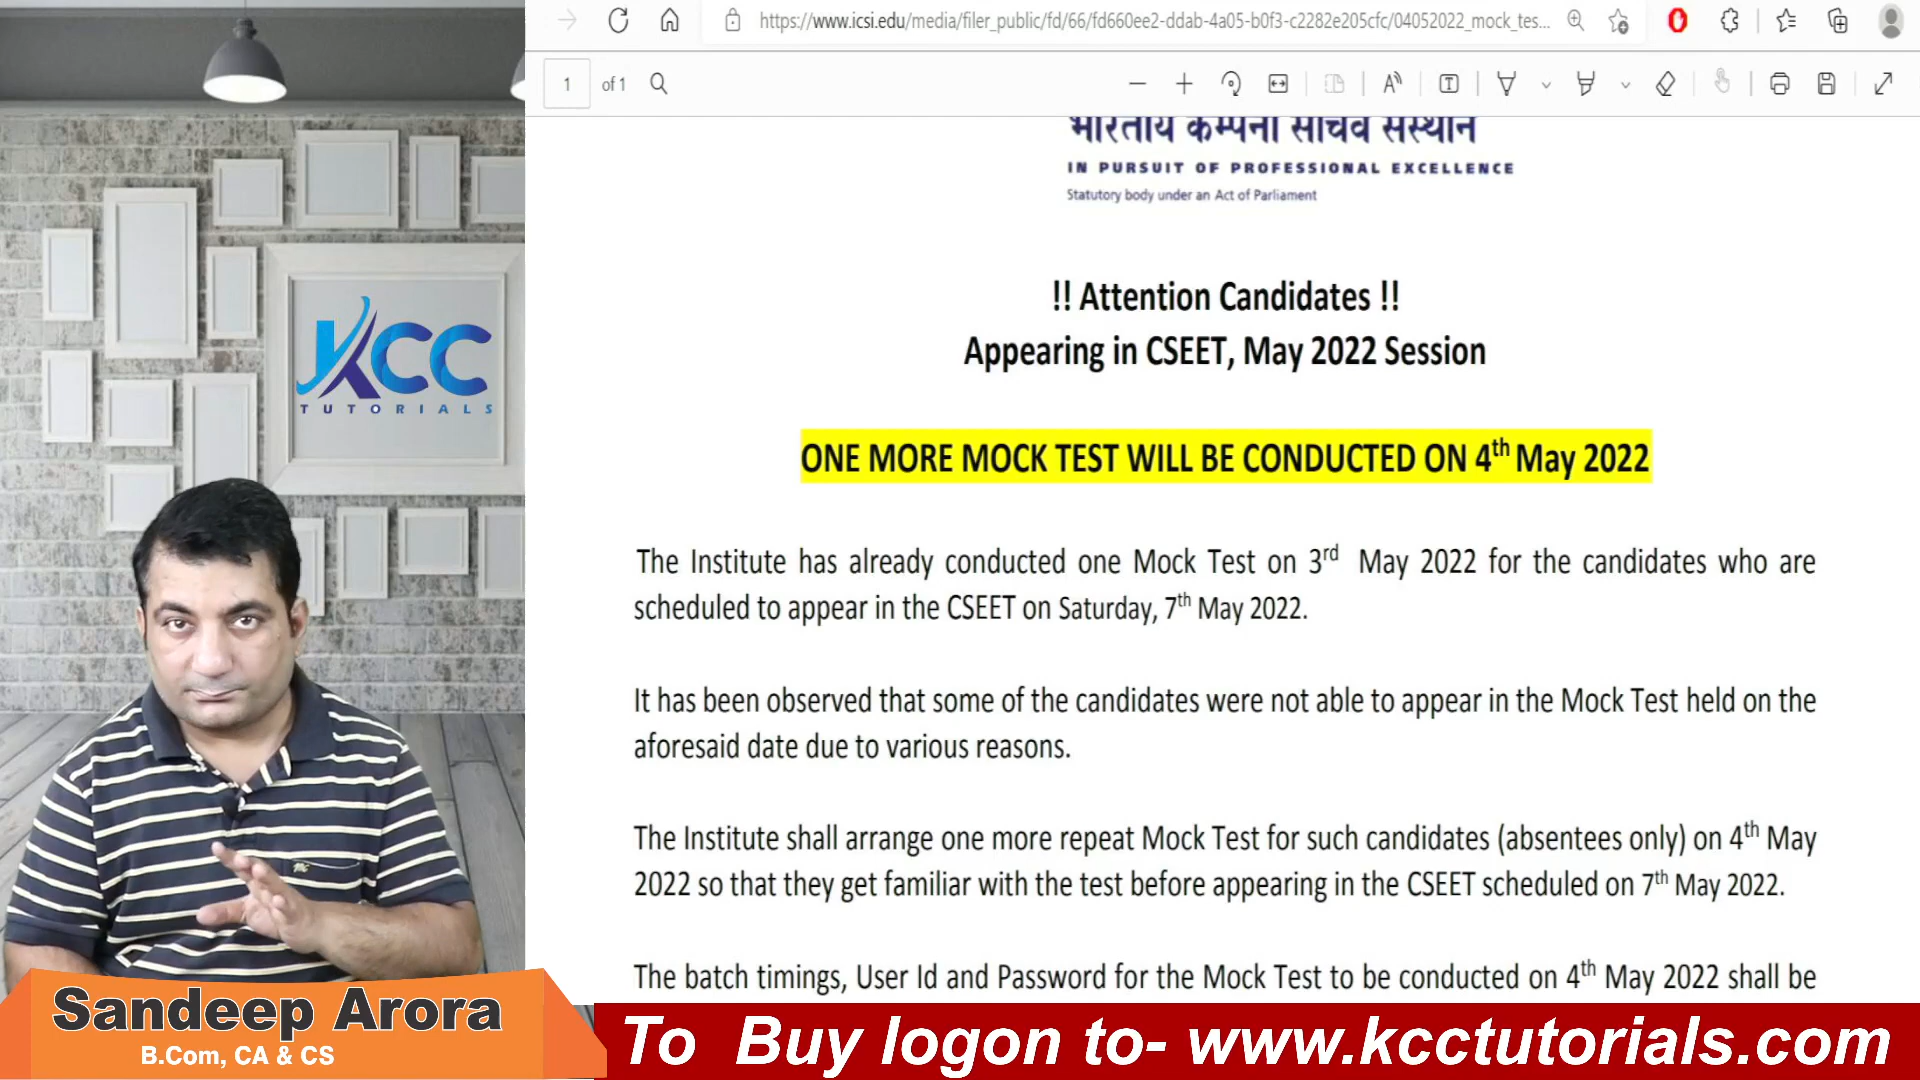 https://www.icsi.edu/media/filer_public/fd/66/fd660ee2-ddab-4a05-b0f3-c2282e205cfc/04052022_mock_tes...
1 of 1
भारतीय कम्पनी सचिव संस्थान
IN PURSUIT OF PROFESSIONAL EXCELLENCE
Statutory body under an Act of Parliament
!! Attention Candidates !!
Appearing in CSEET, May 2022 Session
ONE MORE MOCK TEST WILL BE CONDUCTED ON 4th May 2022
The Institute has already conducted one Mock Test on 3rd May 2022 for the candidates who are
scheduled to appear in the CSEET on Saturday, 7th May 2022.
It has been observed that some of the candidates were not able to appear in the Mock Test held on the
aforesaid date due to various reasons.
The Institute shall arrange one more repeat Mock Test for such candidates (absentees only) on 4th May
2022 so that they get familiar with the test before appearing in the CSEET scheduled on 7th May 2022.
The batch timings, User Id and Password for the Mock Test to be conducted on 4th May 2022 shall be
KCC
TUTORIALS
Sandeep Arora
B.Com, CA & CS
To Buy logon to- www.kcctutorials.com